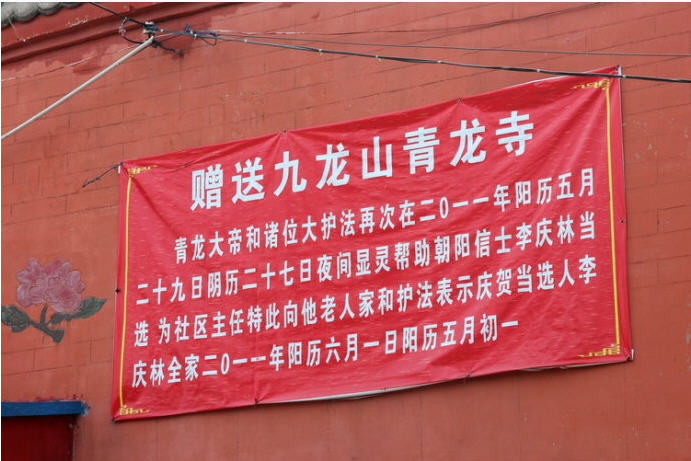 赠送九龙山青龙寺
青龙大帝和诸位大护法再次在二0一一年阳历五月
二十九日阴历二十七日夜间显灵帮助朝阳信士李庆林当
选 为社区主任特此向他老人家和护法表示庆贺当选人李
庆林全家二0一一年阳历六月一日阳历五月初一